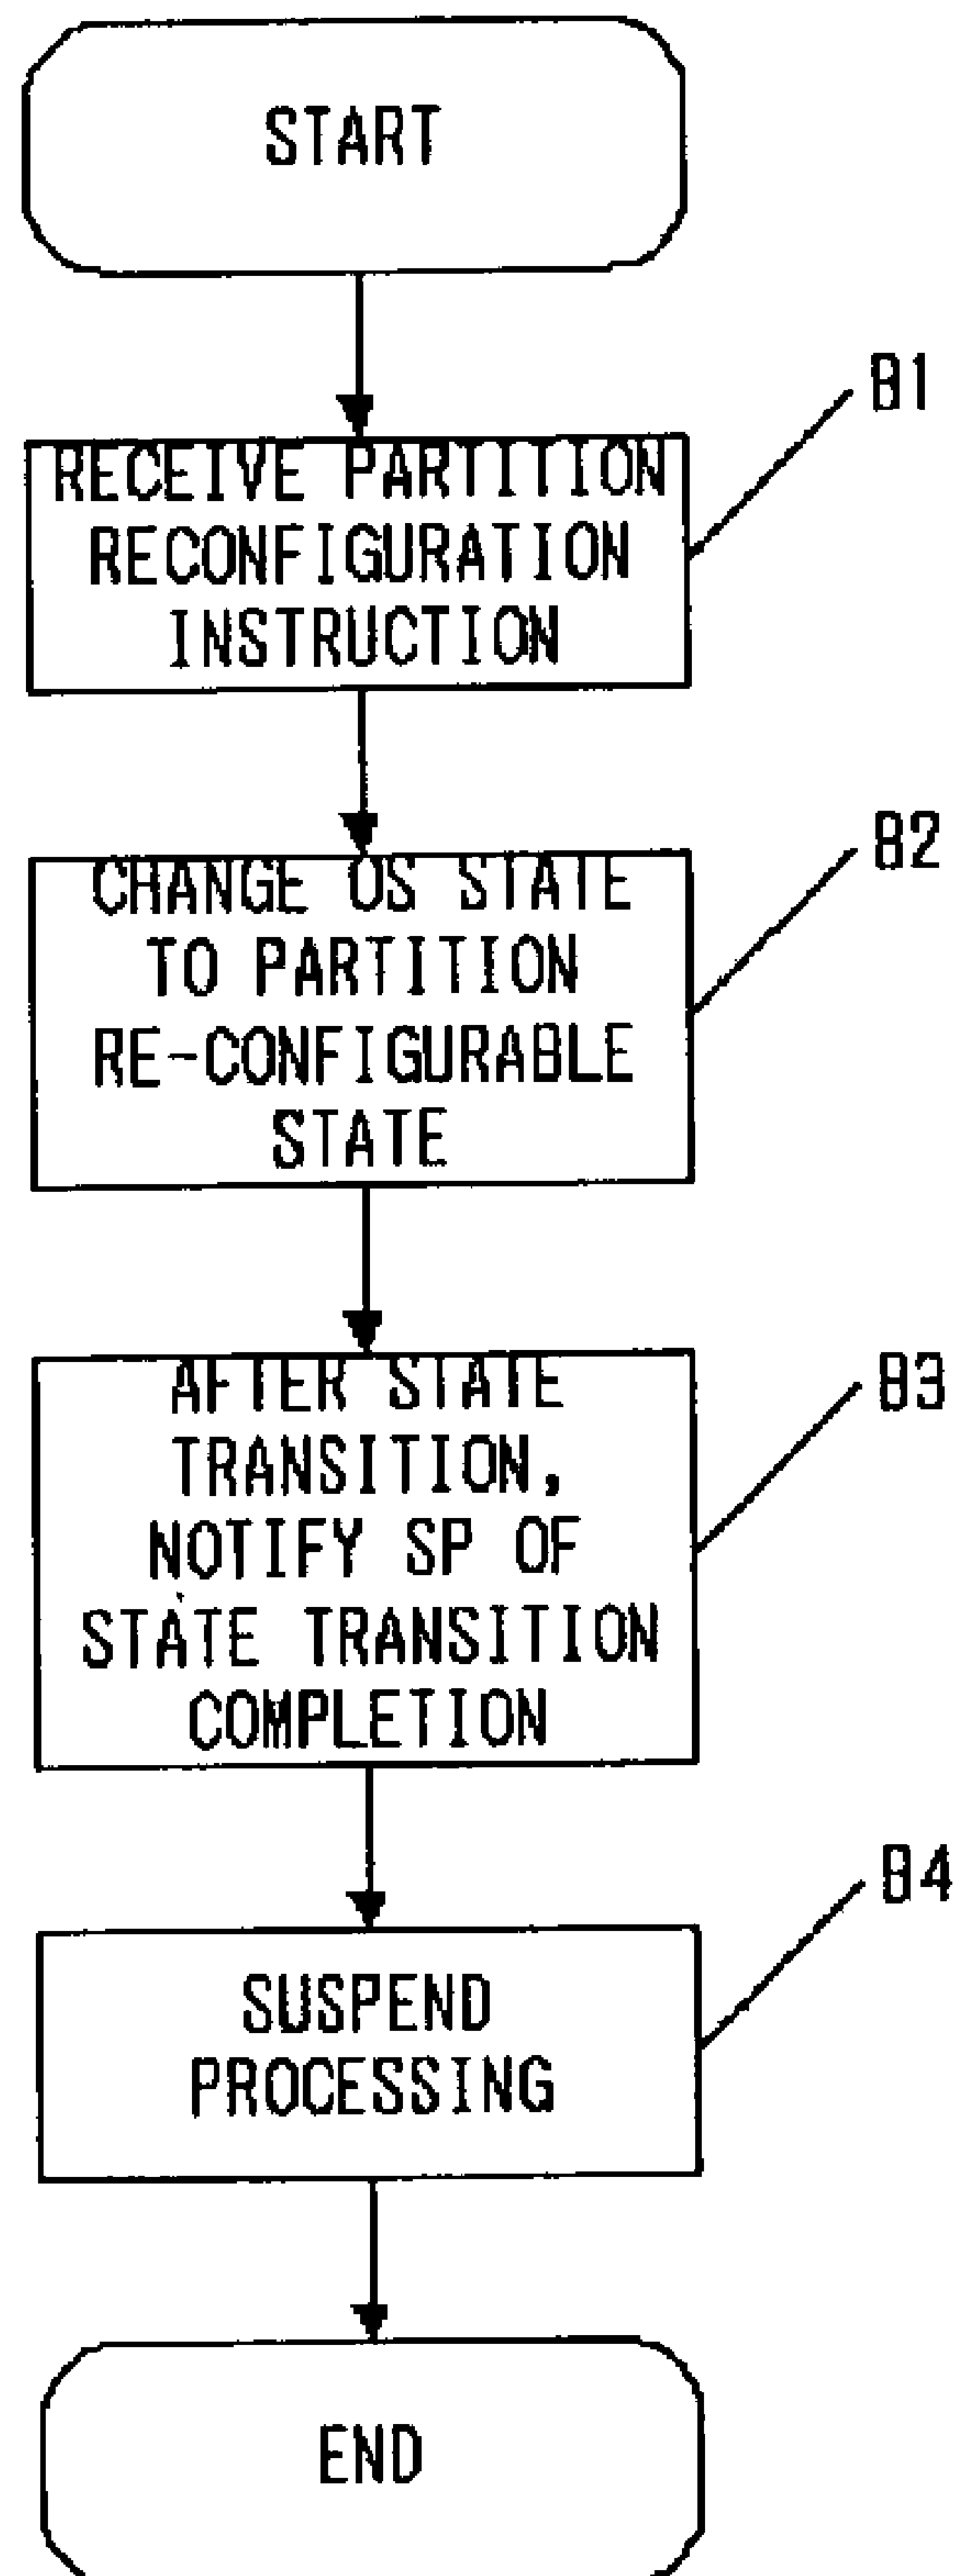 START
B1
RECEIVE PARTITION
RECONFIGURATION
INSTRUCTION
B2
CHANGE OS STATE
TO PARTITION
RE-CONFIGURABLE
STATE
B3
AFTER STATE
TRANSITION,
NOTIFY SP OF
STATE TRANSITION
COMPLETION
B4
SUSPEND
PROCESSING
END